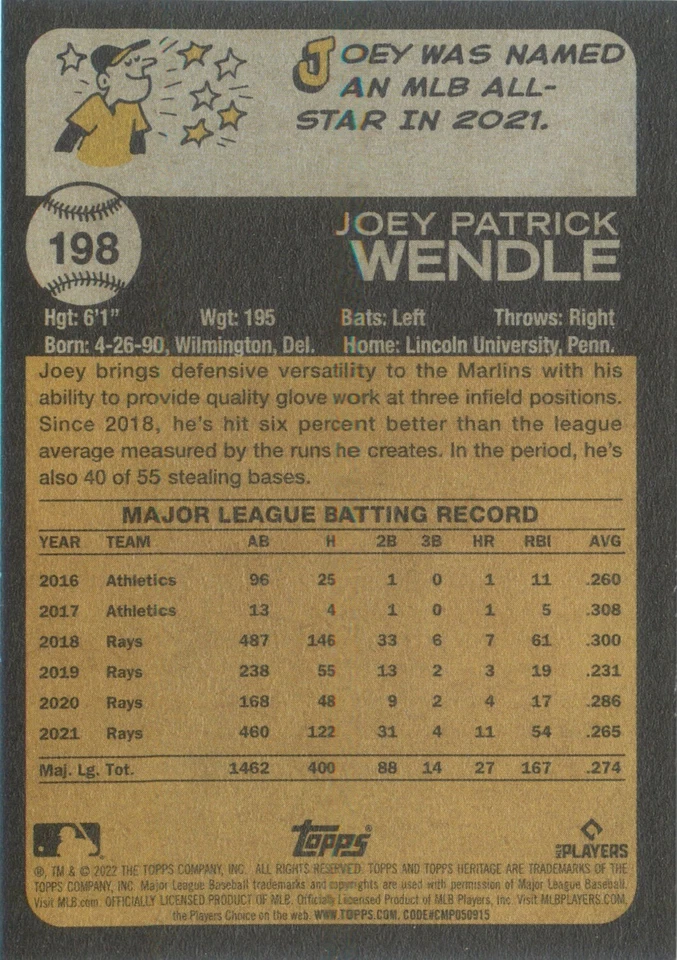 JOEY WAS NAMED
AN MLB ALL-
STAR IN 2021.
198
JOEY PATRICK
WENDLE
Hgt: 6'1" Wgt: 195 Bats: Left Throws: Right
Born: 4-26-90, Wilmington, Del. Home: Lincoln University, Penn.
Joey brings defensive versatility to the Marlins with his
ability to provide quality glove work at three infield positions.
Since 2018, he's hit six percent better than the league
average measured by the runs he creates. In the period, he's
also 40 of 55 stealing bases.
MAJOR LEAGUE BATTING RECORD
YEAR TEAM AB H 2B 3B HR RBI AVG
2016 Athletics 96 25 1 0 1 11 .260
2017 Athletics 13 4 1 0 1 5 .308
2018 Rays 487 146 33 6 7 61 .300
2019 Rays 238 55 13 2 3 19 .231
2020 Rays 168 48 9 2 4 17 .286
2021 Rays 460 122 31 4 11 54 .265
Maj. Lg. Tot. 1462 400 88 14 27 167 .274
topps® MLB PLAYERS
®, TM & © 2022 THE TOPPS COMPANY, INC. ALL RIGHTS RESERVED. TOPPS AND TOPPS HERITAGE ARE TRADEMARKS OF THE
TOPPS COMPANY, INC. Major League Baseball trademarks and copyrights are used with permission of Major League Baseball.
Visit MLB.com. OFFICIALLY LICENSED PRODUCT OF MLB. Officially Licensed Product of MLB Players, Inc. Visit MLBPLAYERS.COM,
the Players Choice on the web. WWW.TOPPS.COM, CODE#CMP050915